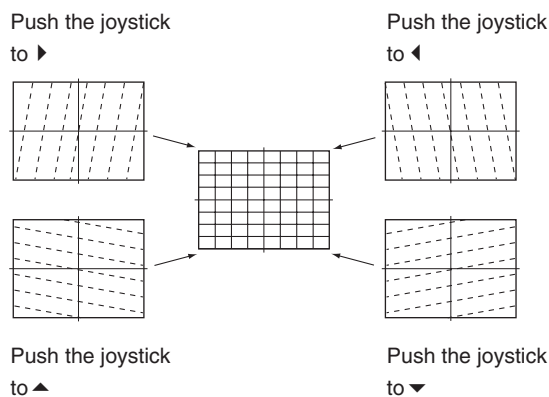 Push the joystick
to ▶
Push the joystick
to ◀
Push the joystick
to ▲
Push the joystick
to ▼